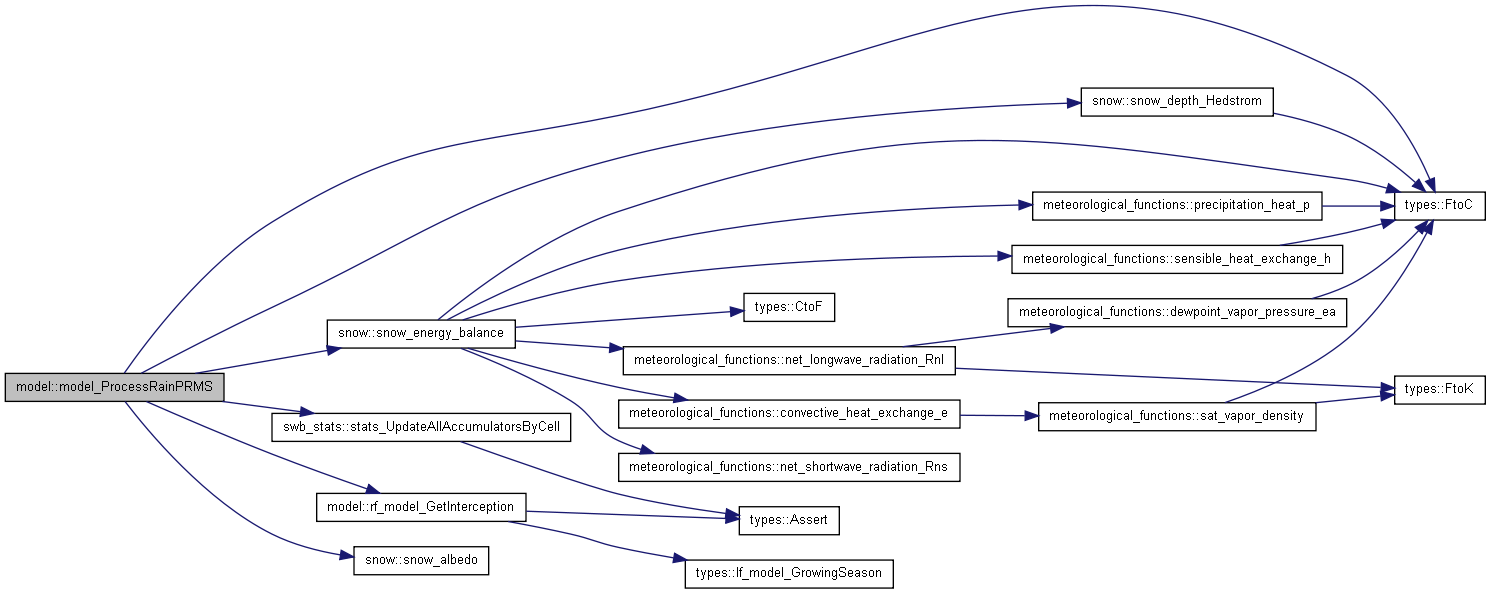 snow::snow_depth_Hedstrom
meteorological_functions::precipitation_heat_p
types::FtoC
meteorological_functions::sensible_heat_exchange_h
types::CtoF
meteorological_functions::dewpoint_vapor_pressure_ea
snow::snow_energy_balance
meteorological_functions::net_longwave_radiation_Rnl
model::model_ProcessRainPRMS
types::FtoK
meteorological_functions::convective_heat_exchange_e
meteorological_functions::sat_vapor_density
swb_stats::stats_UpdateAllAccumulatorsByCell
meteorological_functions::net_shortwave_radiation_Rns
model::rf_model_GetInterception
types::Assert
snow::snow_albedo
types::lf_model_GrowingSeason